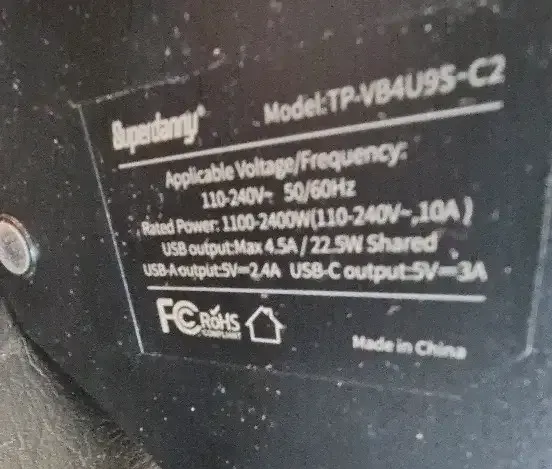 Superdanny®
Model:TP-VB4U95-C2
Applicable Voltage/Frequency:
110-240V~ 50/60Hz
Rated Power: 1100-2400W(110-240V~,10A)
USB output:Max 4.5A / 22.5W Shared
USB-A output:5V⎓2.4A USB-C output:5V⎓3A
FC RoHS
COMPLIANT
Made in China